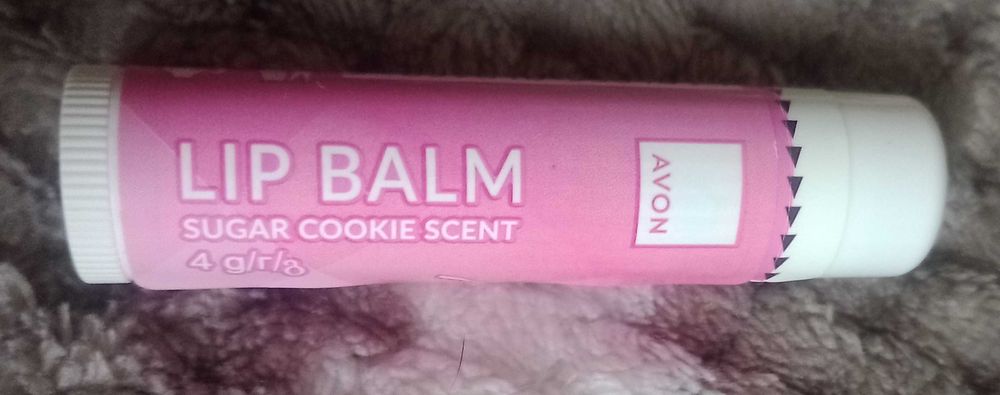 LIP BALM
SUGAR COOKIE SCENT
4 g/г/გ
AVON